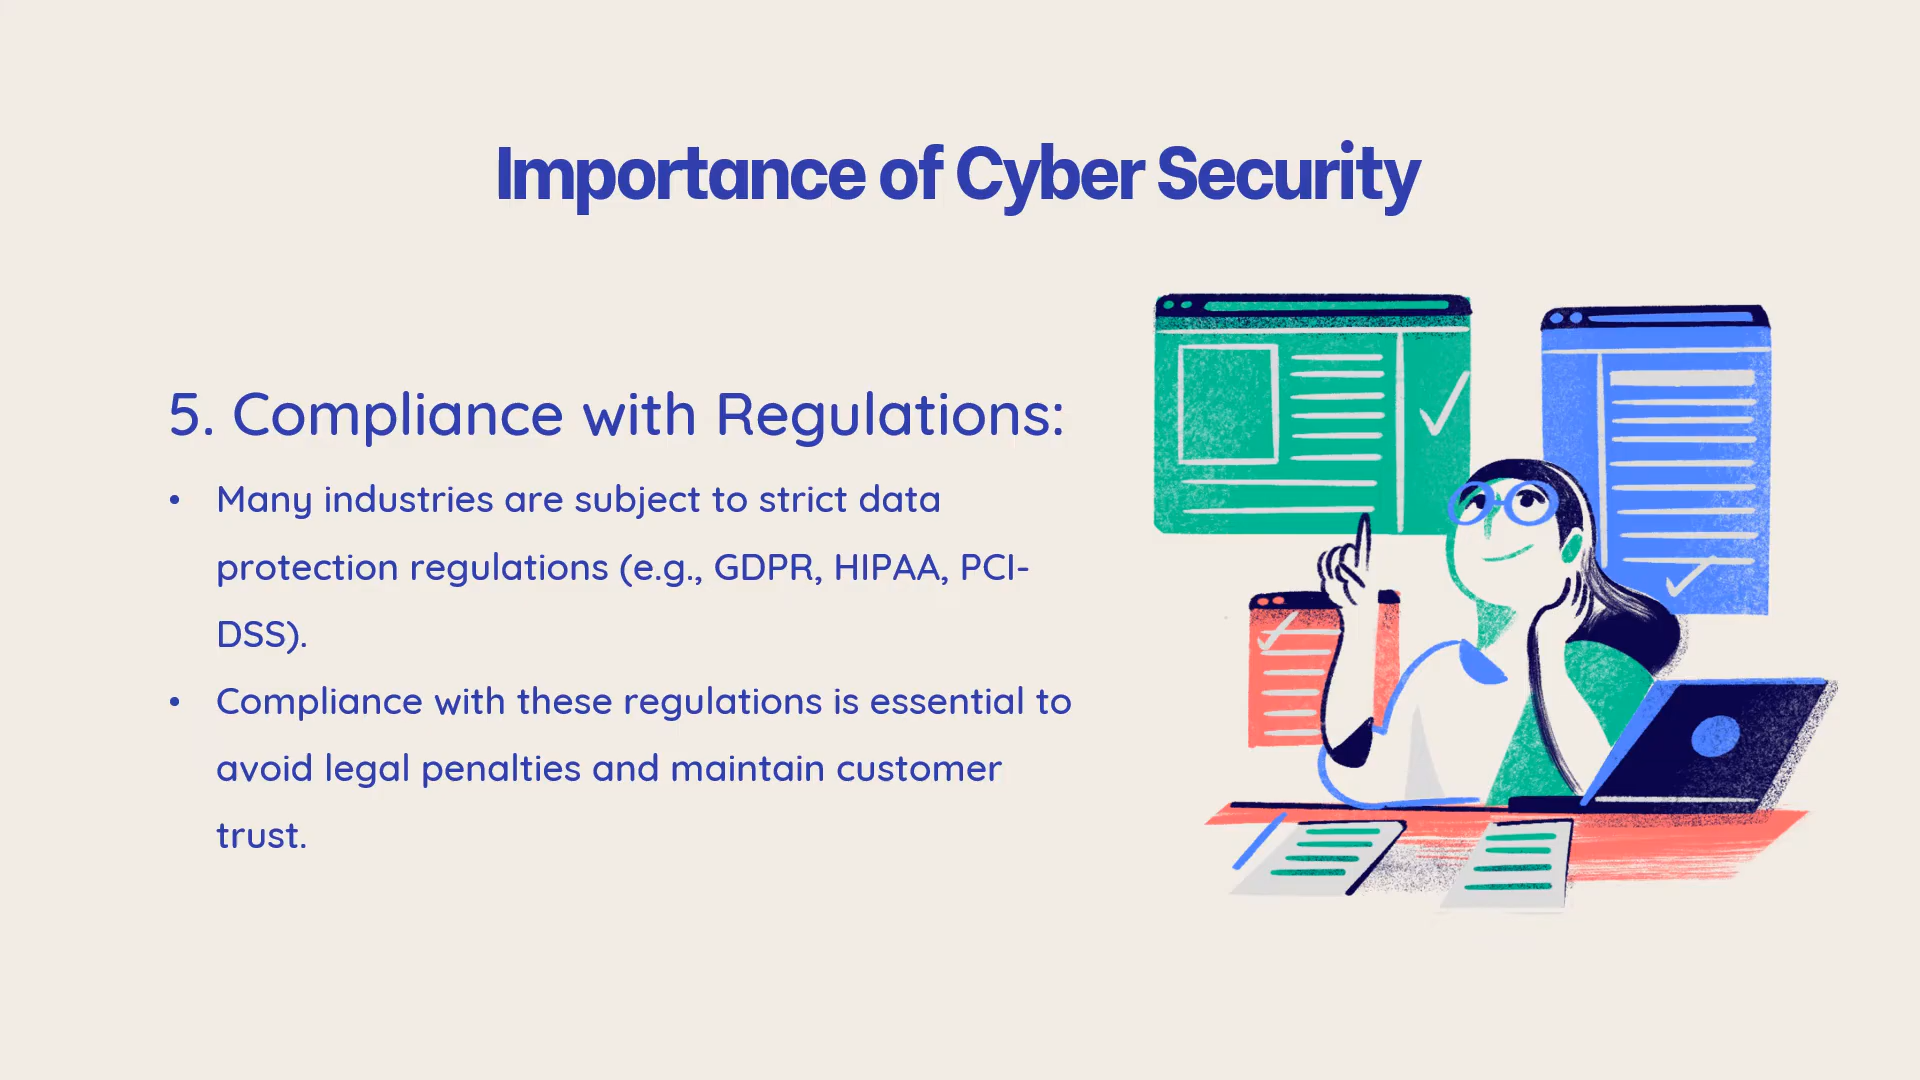 Importance of Cyber Security
5. Compliance with Regulations:
• Many industries are subject to strict data
protection regulations (e.g., GDPR, HIPAA, PCI-
DSS).
• Compliance with these regulations is essential to
avoid legal penalties and maintain customer
trust.